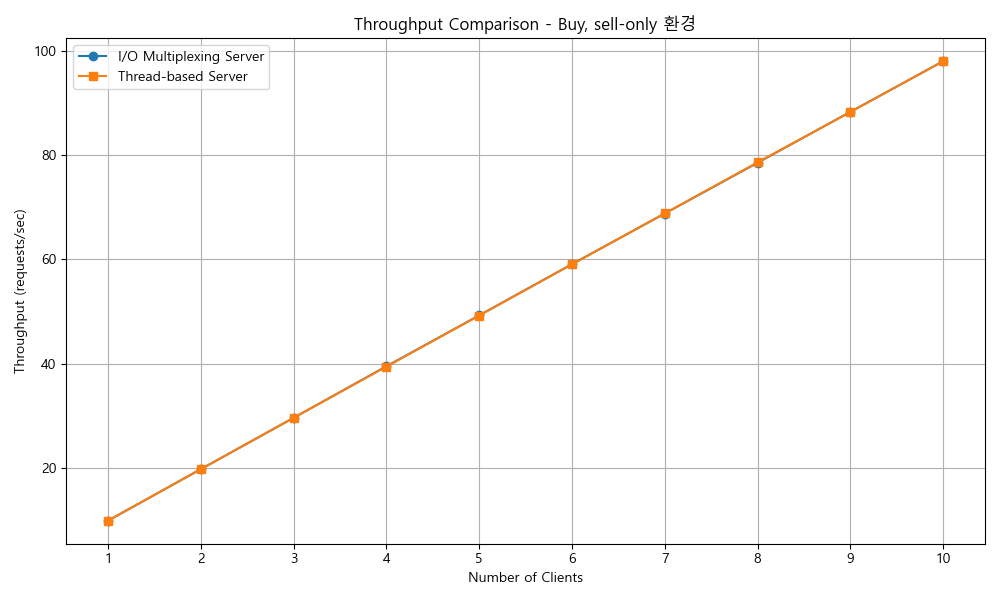 Throughput Comparison - Buy, sell-only 환경
I/O Multiplexing Server
Thread-based Server
Throughput (requests/sec)
100
80
60
40
20
1 2 3 4 5 6 7 8 9 10
Number of Clients